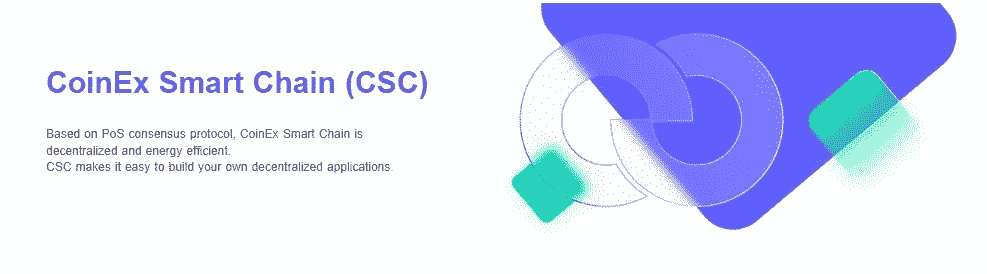 CoinEx Smart Chain (CSC)
Based on PoS consensus protocol, CoinEx Smart Chain is
decentralized and energy efficient.
CSC makes it easy to build your own decentralized applications.